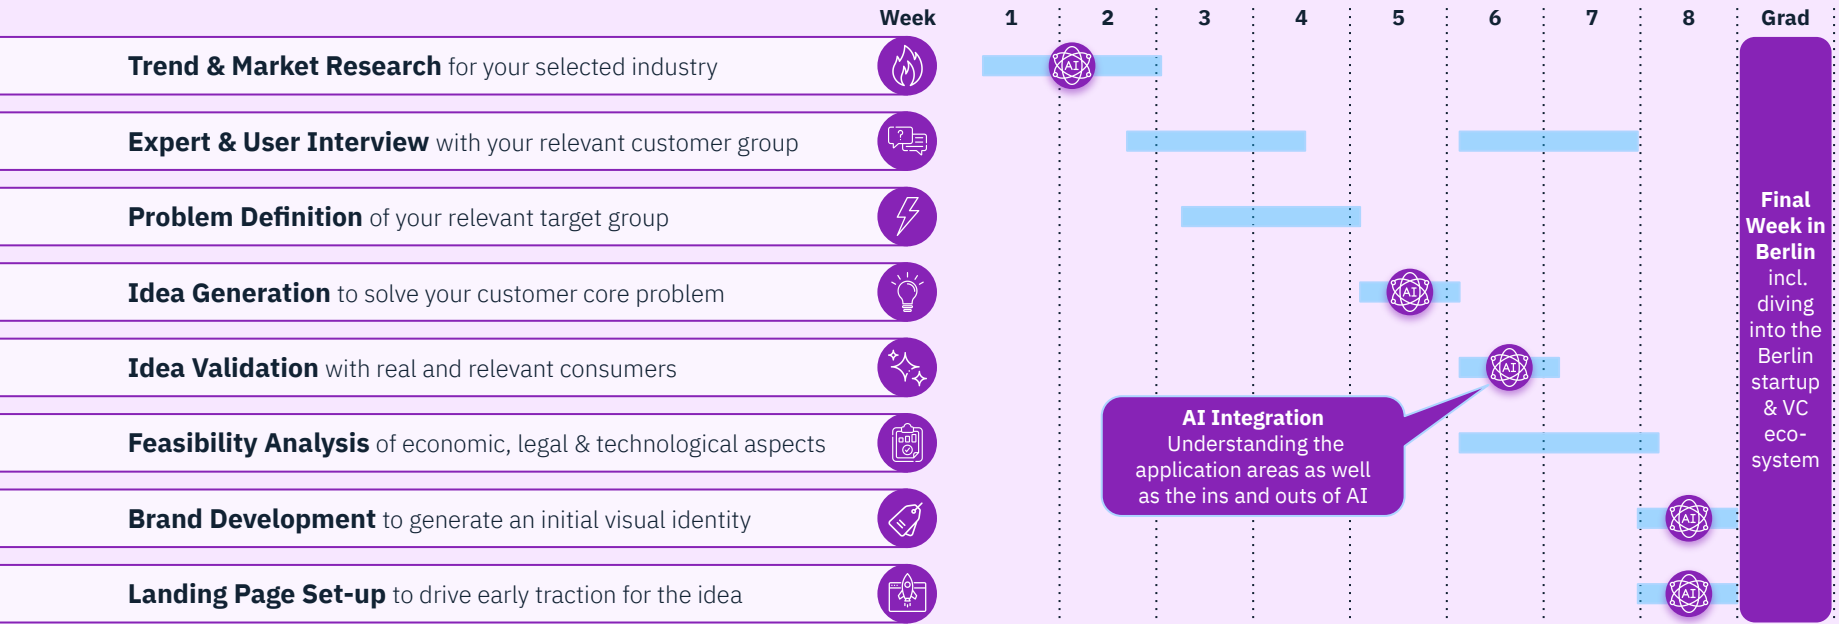 Week 1 2 3 4 5 6 7 8 Grad
Trend & Market Research for your selected industry
AI
Expert & User Interview with your relevant customer group
?
Problem Definition of your relevant target group
Idea Generation to solve your customer core problem
AI
Idea Validation with real and relevant consumers
AI
Feasibility Analysis of economic, legal & technological aspects
AI Integration
Understanding the
application areas as well
as the ins and outs of AI
Brand Development to generate an initial visual identity
AI
Landing Page Set-up to drive early traction for the idea
AI
Final
Week in
Berlin
incl.
diving
into the
Berlin
startup
& VC
eco-
system